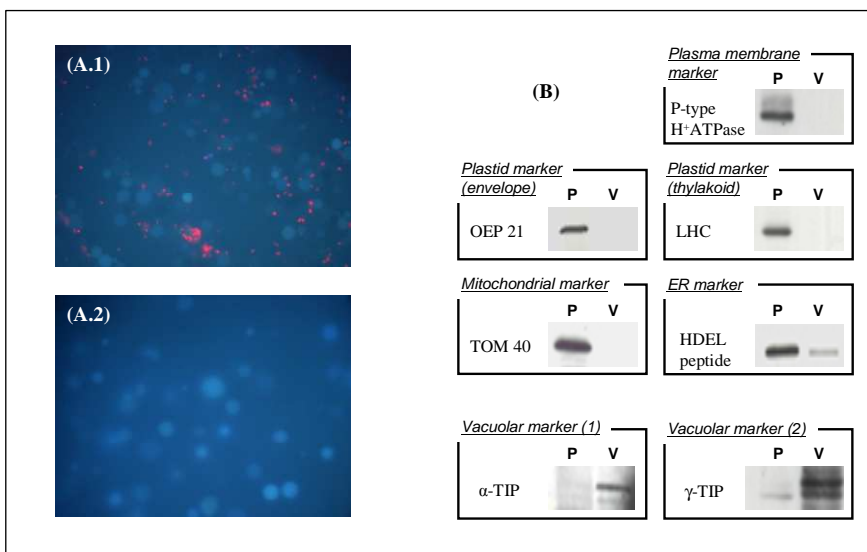 (A.1)
(A.2)
(B)
Plasma membrane
marker
P V
P-type
H⁺ATPase
Plastid marker
(envelope)
P V
OEP 21
Plastid marker
(thylakoid)
P V
LHC
Mitochondrial marker
P V
TOM 40
ER marker
P V
HDEL
peptide
Vacuolar marker (1)
P V
α-TIP
Vacuolar marker (2)
P V
γ-TIP